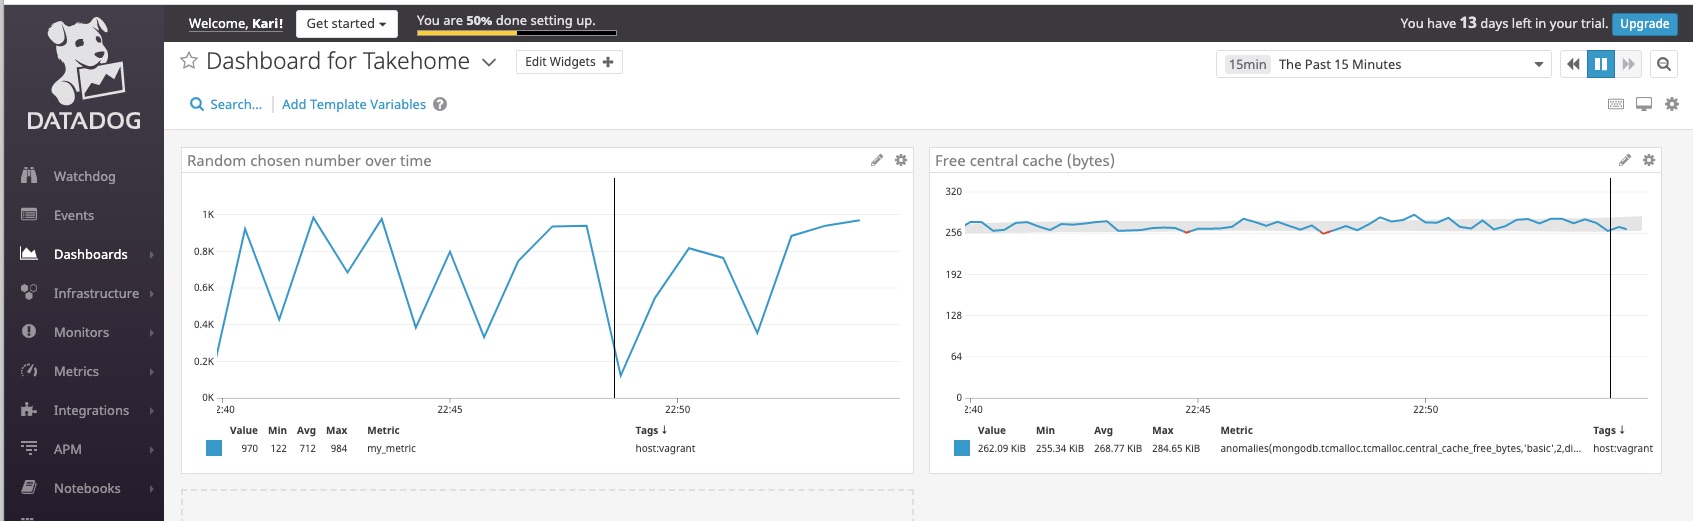 Welcome, Kari!
Get started
You are 50% done setting up.
You have 13 days left in your trial.
Upgrade
DATADOG
Watchdog
Events
Dashboards
Infrastructure
Monitors
Metrics
Integrations
APM
Notebooks
Dashboard for Takehome
Edit Widgets +
15min The Past 15 Minutes
Search...
Add Template Variables ?
Random chosen number over time
1K
0.8K
0.6K
0.4K
0.2K
0K
2:40 22:45 22:50
Value Min Avg Max Metric Tags ↓
970 122 712 984 my_metric host:vagrant
Free central cache (bytes)
320
256
192
128
64
0
2:40 22:45 22:50
Value Min Avg Max Metric Tags ↓
262.09 KiB 255.34 KiB 268.77 KiB 284.65 KiB anomalies(mongodb.tcmalloc.tcmalloc.central_cache_free_bytes,'basic',2,di... host:vagrant